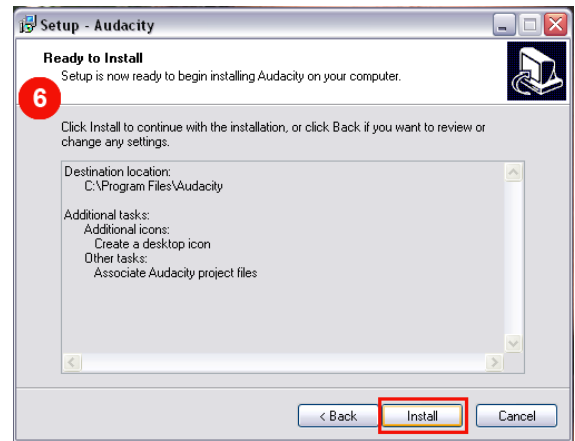 Setup - Audacity
Ready to Install
Setup is now ready to begin installing Audacity on your computer.
6
Click Install to continue with the installation, or click Back if you want to review or
change any settings.
Destination location:
C:\Program Files\Audacity
Additional tasks:
Additional icons:
Create a desktop icon
Other tasks:
Associate Audacity project files
< Back
Install
Cancel